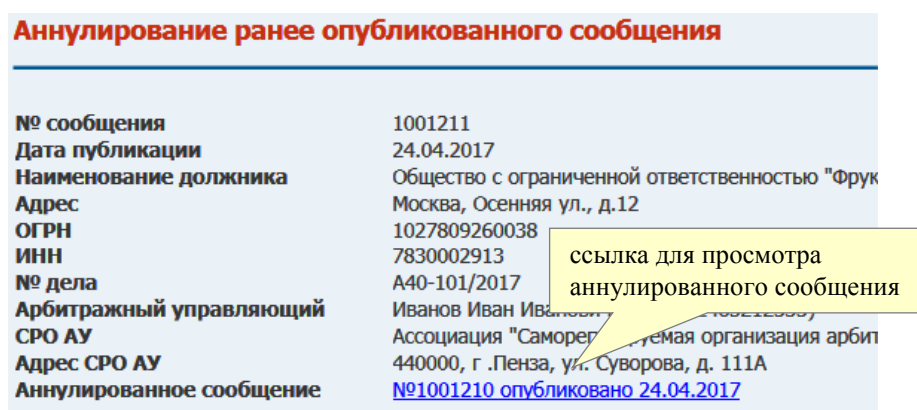 Аннулирование ранее опубликованного сообщения
№ сообщения 1001211
Дата публикации 24.04.2017
Наименование должника Общество с ограниченной ответственностью "Фрук
Адрес Москва, Осенняя ул., д.12
ОГРН 1027809260038
ИНН 7830002913
ссылка для просмотра
аннулированного сообщения
№ дела А40-101/2017
Арбитражный управляющий Иванов Иван
СРО АУ Ассоциация организация арбит
Адрес СРО АУ 440000, г .Пенза, ул. Суворова, д. 111А
Аннулированное сообщение №1001210 опубликовано 24.04.2017